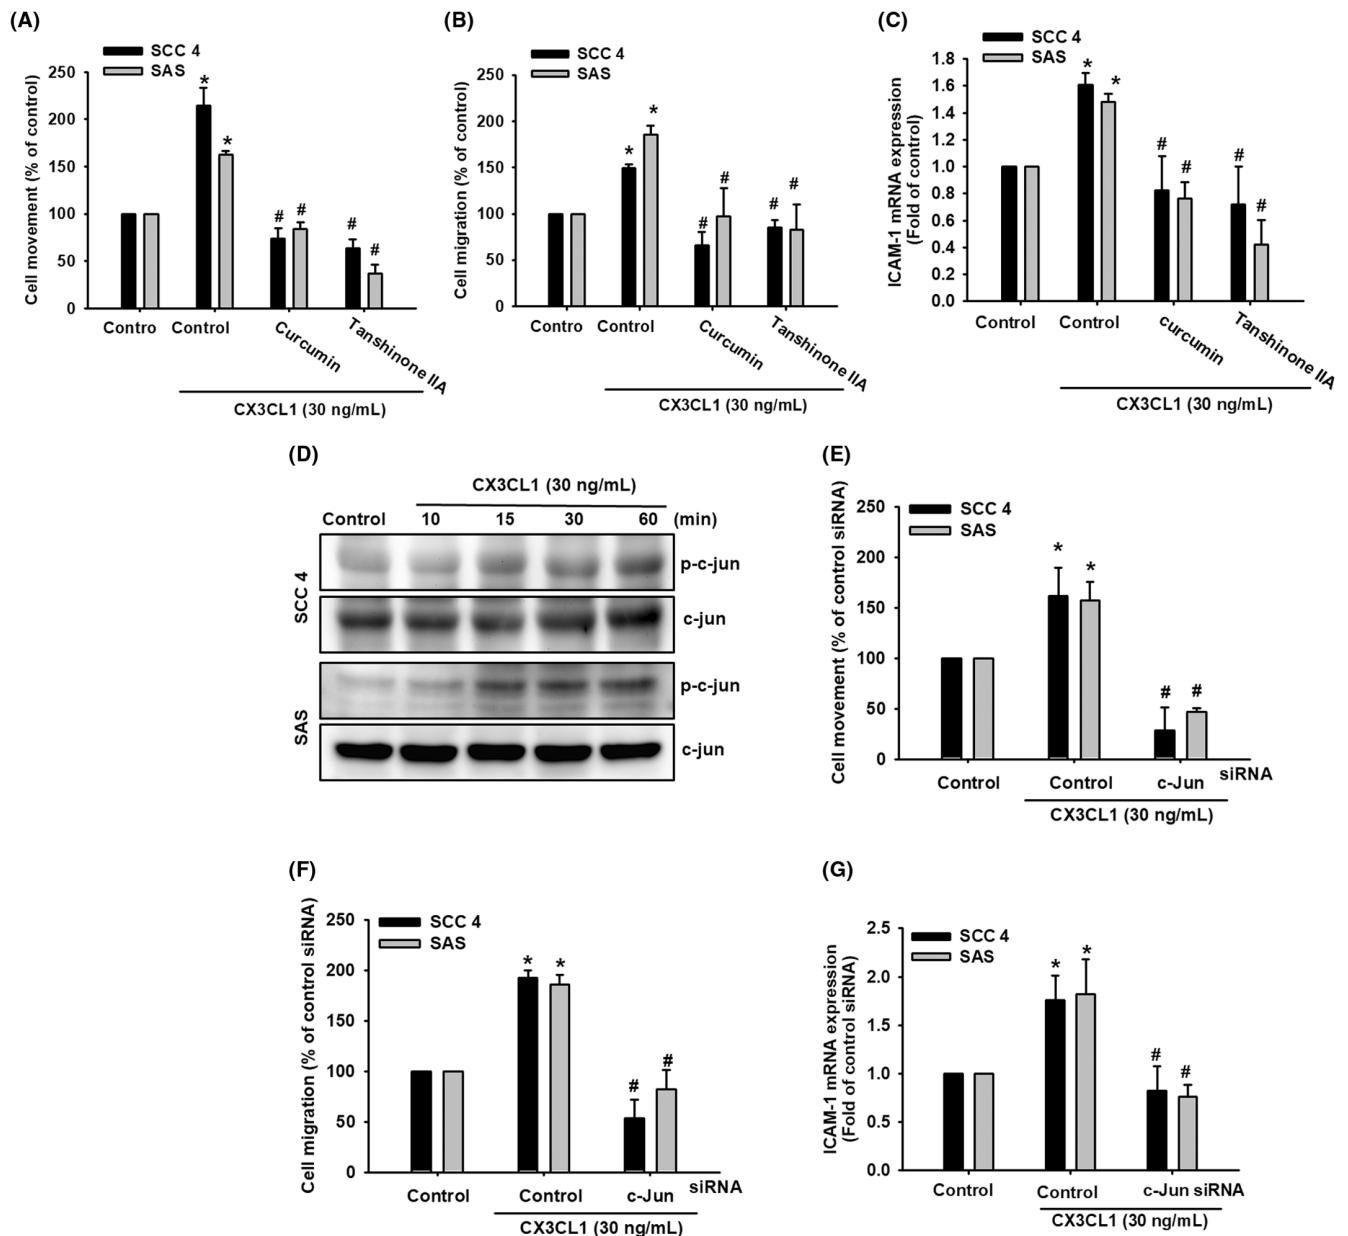 (A)
SCC 4
SAS
Cell movement (% of control)
250
200
150
100
50
0
*
*
# #
# #
Contro Control Curcumin Tanshinone IIA
CX3CL1 (30 ng/mL)
(B)
SCC 4
SAS
Cell migration (% of control)
250
200
150
100
50
0
*
*
# #
# #
Contro Control Curcumin Tanshinone IIA
CX3CL1 (30 ng/mL)
(C)
SCC 4
SAS
ICAM-1 mRNA expression
(Fold of control)
1.8
1.6
1.4
1.2
1.0
0.8
0.6
0.4
0.2
0.0
* *
# #
# #
Control Control curcumin Tanshinone IIA
CX3CL1 (30 ng/mL)
(D)
CX3CL1 (30 ng/mL)
Control 10 15 30 60 (min)
SCC 4
p-c-jun
c-jun
SAS
p-c-jun
c-jun
(E)
SCC 4
SAS
Cell movement (% of control siRNA)
250
200
150
100
50
0
* *
# #
Control Control c-Jun siRNA
CX3CL1 (30 ng/mL)
(F)
SCC 4
SAS
Cell migration (% of control siRNA)
250
200
150
100
50
0
* *
# #
Control Control c-Jun siRNA
CX3CL1 (30 ng/mL)
(G)
SCC 4
SAS
ICAM-1 mRNA expression
(Fold of control siRNA)
2.5
2.0
1.5
1.0
0.5
0.0
* *
# #
Control Control c-Jun siRNA
CX3CL1 (30 ng/mL)